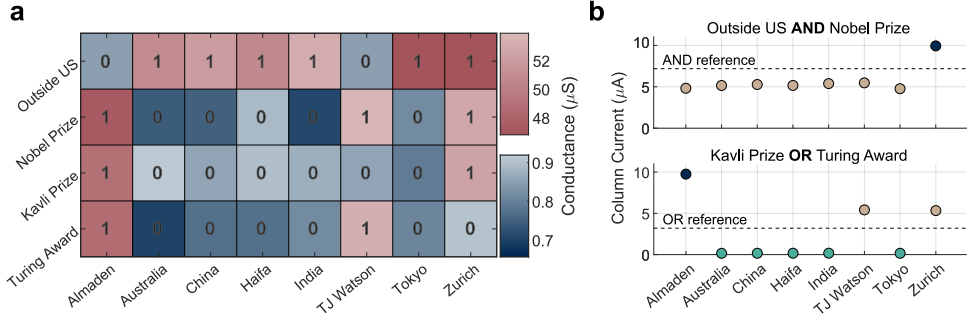 a
Outside US 0 1 1 1 1 0 1 1
Nobel Prize 1 0 0 0 0 1 0 1
Kavli Prize 1 0 0 0 0 0 0 1
Turing Award 1 0 0 0 0 1 0 0
Almaden Australia China Haifa India TJ Watson Tokyo Zurich
52
50
48
0.9
0.8
0.7
Conductance (μS)
b
Outside US AND Nobel Prize
10
AND reference
5
0
Kavli Prize OR Turing Award
10
5
OR reference
0
Column Current (μA)
Almaden Australia China Haifa India TJ Watson Tokyo Zurich